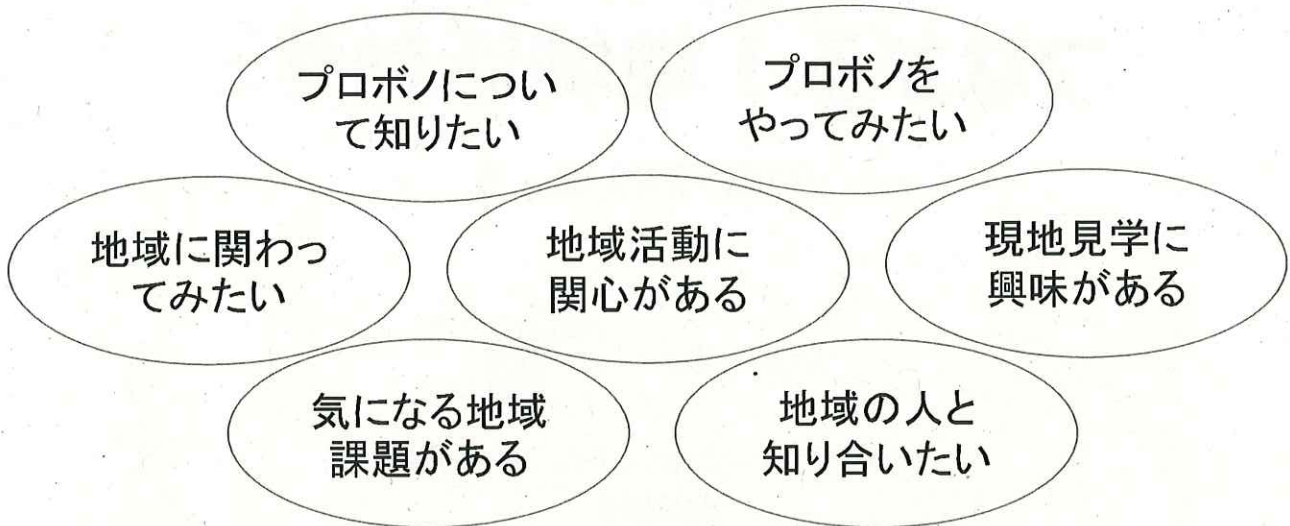 プロボノについ
て知りたい
プロボノを
やってみたい
地域に関わっ
てみたい
地域活動に
関心がある
現地見学に
興味がある
気になる地域
課題がある
地域の人と
知り合いたい